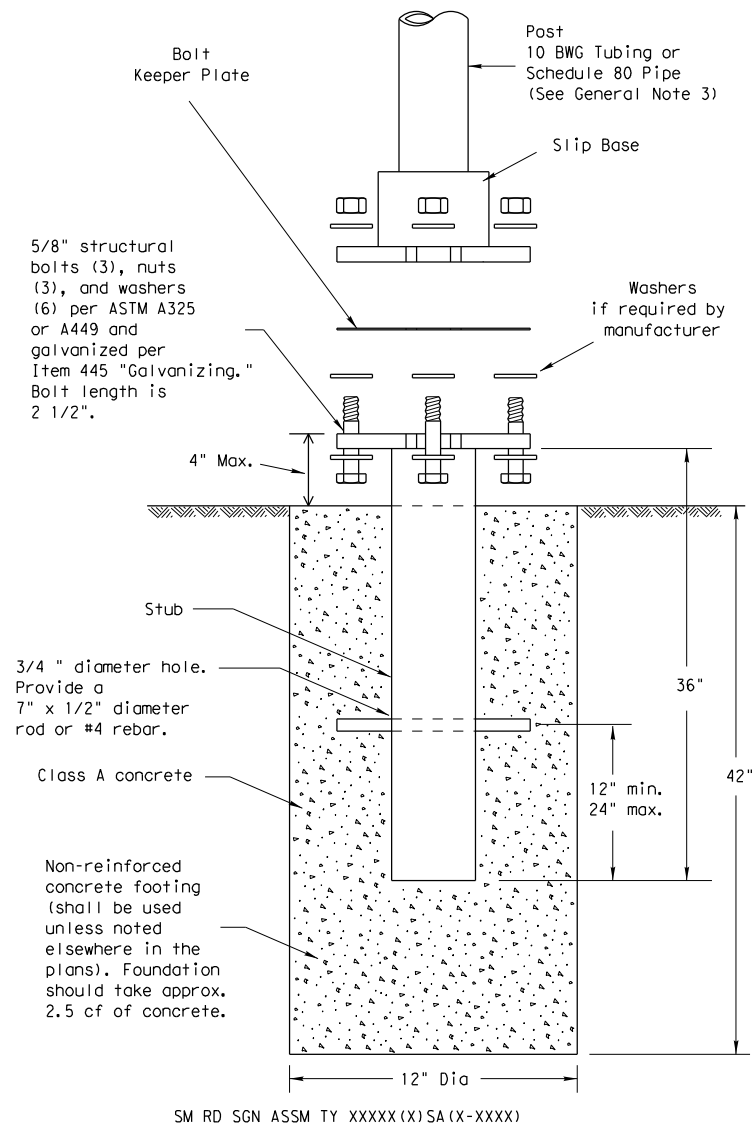 Bolt
Keeper Plate
Post
10 BWG Tubing or
Schedule 80 Pipe
(See General Note 3)
Slip Base
5/8" structural
bolts (3), nuts
(3), and washers
(6) per ASTM A325
or A449 and
galvanized per
Item 445 "Galvanizing."
Bolt length is
2 1/2".
Washers
if required by
manufacturer
4" Max.
Stub
3/4 " diameter hole.
Provide a
7" x 1/2" diameter
rod or #4 rebar.
36"
12" min.
24" max.
42"
Class A concrete
Non-reinforced
concrete footing
(shall be used
unless noted
elsewhere in the
plans). Foundation
should take approx.
2.5 cf of concrete.
12" Dia
SM RD SGN ASSM TY XXXXX(X)SA(X-XXXX)